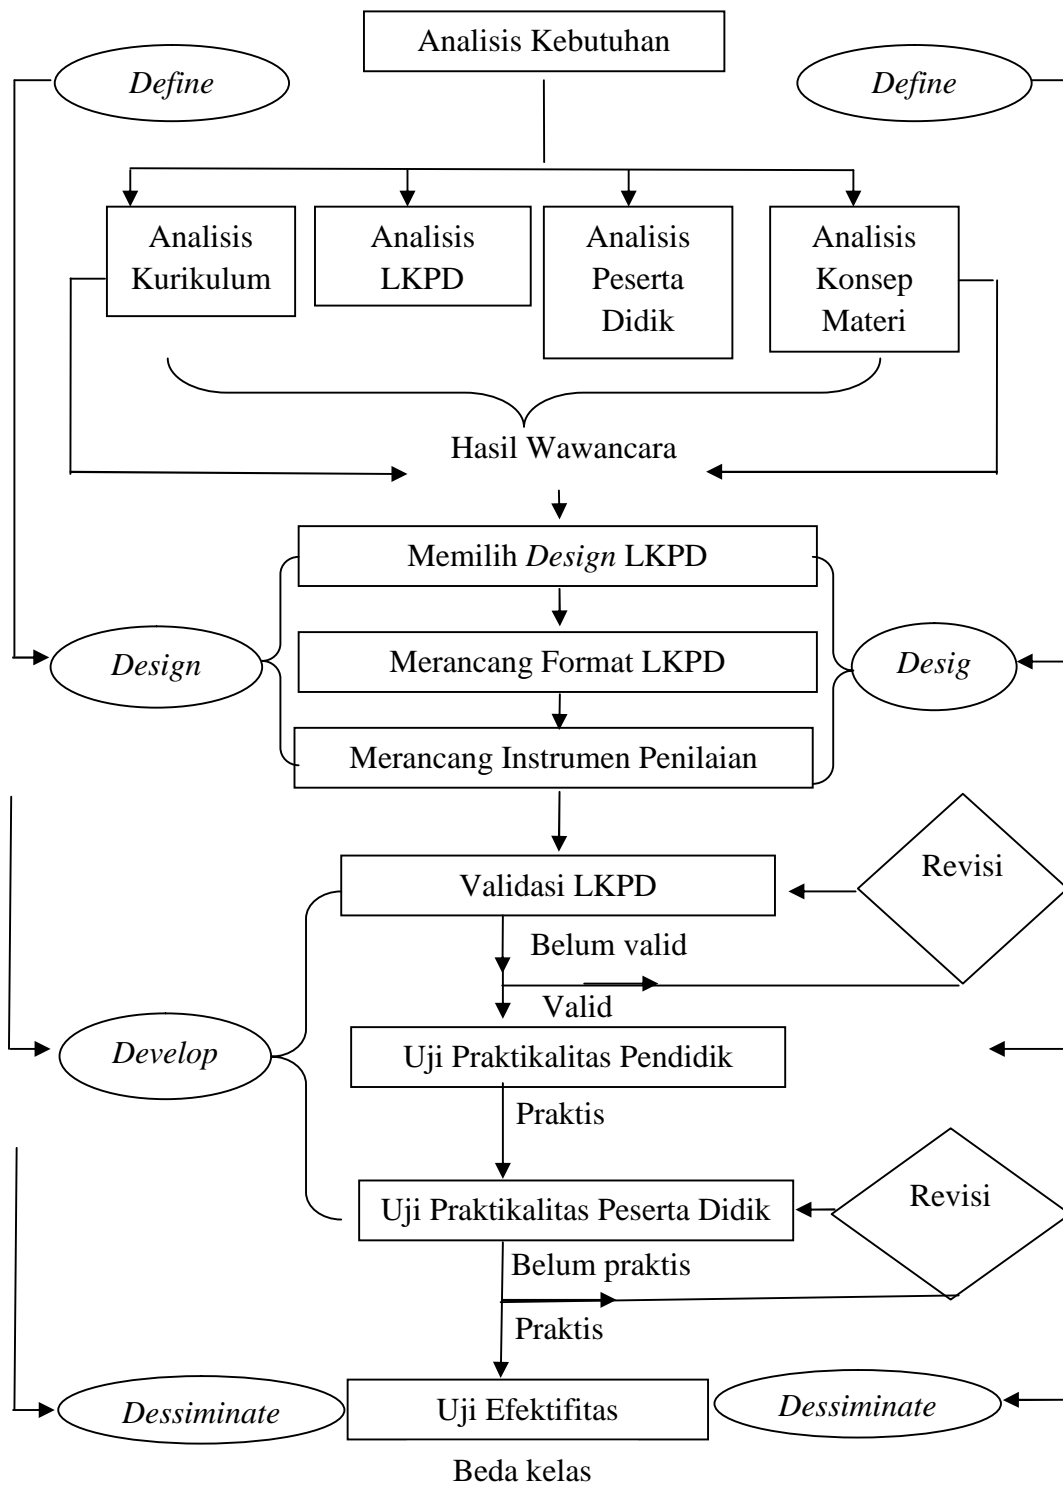 Analisis Kebutuhan
Define
Define
Analisis
Kurikulum
Analisis
LKPD
Analisis
Peserta
Didik
Analisis
Konsep
Materi
Hasil Wawancara
Memilih Design LKPD
Design
Merancang Format LKPD
Desig
Merancang Instrumen Penilaian
Revisi
Validasi LKPD
Belum valid
Valid
Develop
Uji Praktikalitas Pendidik
Praktis
Revisi
Uji Praktikalitas Peserta Didik
Belum praktis
Praktis
Dessiminate
Uji Efektifitas
Dessiminate
Beda kelas